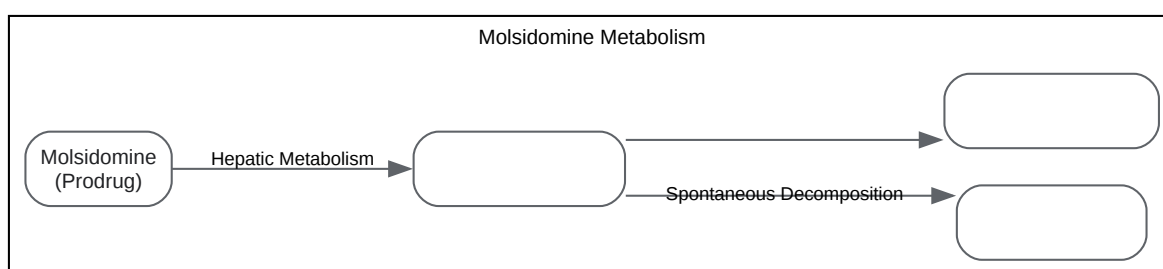 Molsidomine Metabolism
Molsidomine
(Prodrug)
Hepatic Metabolism
Spontaneous Decomposition